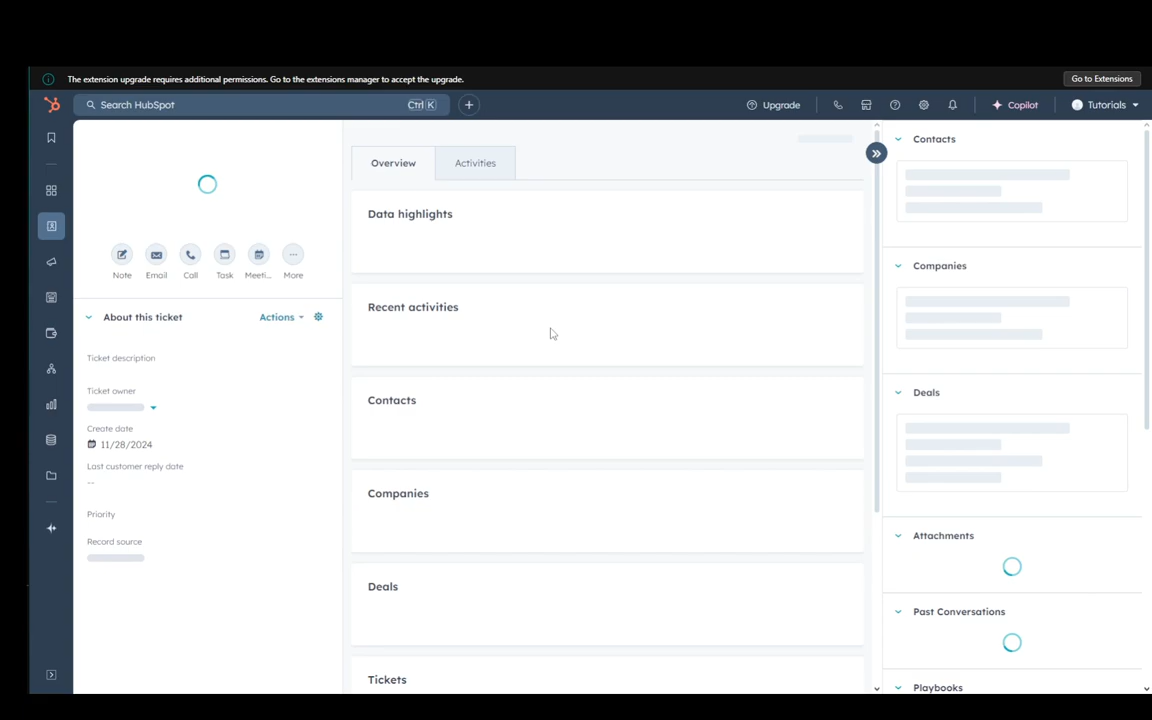 The extension upgrade requires additional permissions. Go to the extensions manager to accept the upgrade.
Go to Extensions
Search HubSpot
Ctrl K
Upgrade
Copilot
Tutorials
Overview
Activities
Data highlights
Recent activities
Contacts
Companies
Deals
Tickets
Note
Email
Call
Task
Meeti...
More
About this ticket
Actions
Ticket description
Ticket owner
Create date
11/28/2024
Last customer reply date
--
Priority
Record source
Contacts
Companies
Deals
Attachments
Past Conversations
Playbooks